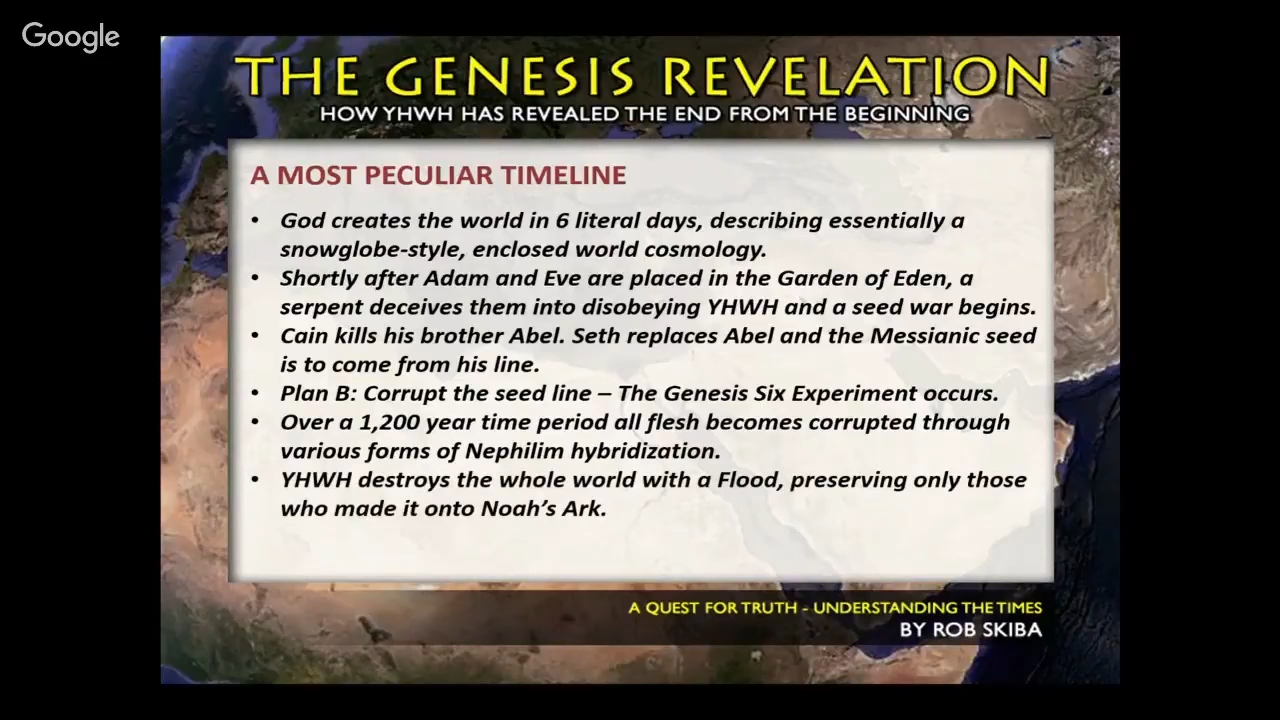 Google
THE GENESIS REVELATION
HOW YHWH HAS REVEALED THE END FROM THE BEGINNING
A MOST PECULIAR TIMELINE
• God creates the world in 6 literal days, describing essentially a
snowglobe-style, enclosed world cosmology.
• Shortly after Adam and Eve are placed in the Garden of Eden, a
serpent deceives them into disobeying YHWH and a seed war begins.
• Cain kills his brother Abel. Seth replaces Abel and the Messianic seed
is to come from his line.
• Plan B: Corrupt the seed line – The Genesis Six Experiment occurs.
• Over a 1,200 year time period all flesh becomes corrupted through
various forms of Nephilim hybridization.
• YHWH destroys the whole world with a Flood, preserving only those
who made it onto Noah's Ark.
A QUEST FOR TRUTH - UNDERSTANDING THE TIMES
BY ROB SKIBA